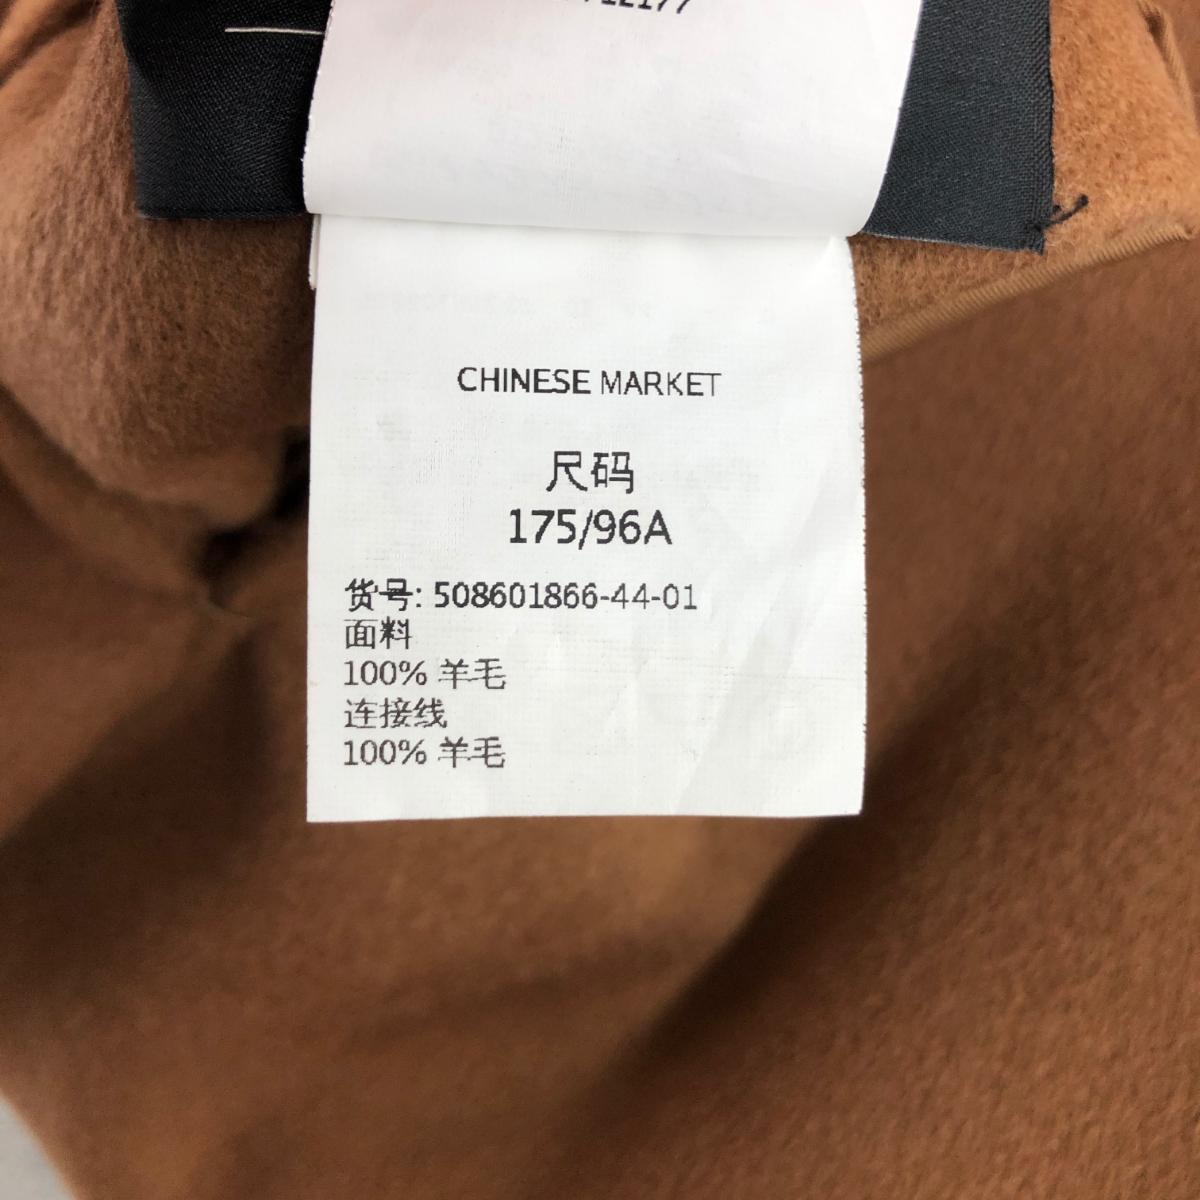 CHINESE MARKET
尺码
175/96A
货号: 508601866-44-01
面料
100% 羊毛
连接线
100% 羊毛